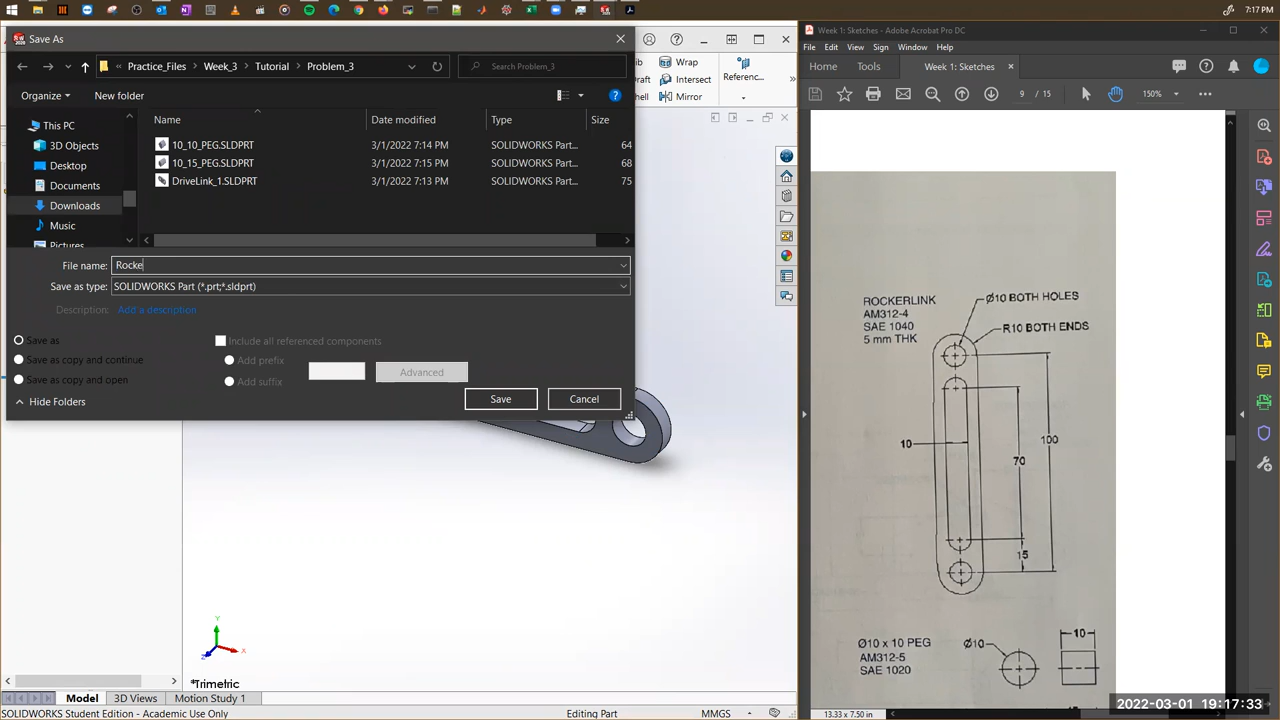 7:17 PM
Save As
Practice_Files > Week_3 > Tutorial > Problem_3
Search Problem_3
Organize
New folder
Name
Date modified
Type
Size
This PC
3D Objects
Desktop
Documents
Downloads
Music
Pictures
10_10_PEG.SLDPRT 3/1/2022 7:14 PM SOLIDWORKS Part... 64
10_15_PEG.SLDPRT 3/1/2022 7:15 PM SOLIDWORKS Part... 68
DriveLink_1.SLDPRT 3/1/2022 7:13 PM SOLIDWORKS Part... 75
File name: Rocke
Save as type: SOLIDWORKS Part (*.prt;*.sldprt)
Description: Add a description
Save as
Save as copy and continue
Save as copy and open
Include all referenced components
Add prefix
Add suffix
Advanced
Hide Folders
Save
Cancel
Wrap
Intersect
Mirror
Referenc...
*Trimetric
Y
X
Z
Model
3D Views
Motion Study 1
SOLIDWORKS Student Edition - Academic Use Only
Editing Part
MMGS
Week 1: Sketches - Adobe Acrobat Pro DC
File Edit View Sign Window Help
Home
Tools
Week 1: Sketches
9 / 15
150%
ROCKERLINK
AM312-4
SAE 1040
5 mm THK
Ø10 BOTH HOLES
R10 BOTH ENDS
10
100
70
15
Ø10 x 10 PEG
AM312-5
SAE 1020
Ø10
10
13.33 x 7.50 in
2022-03-01 19:17:33